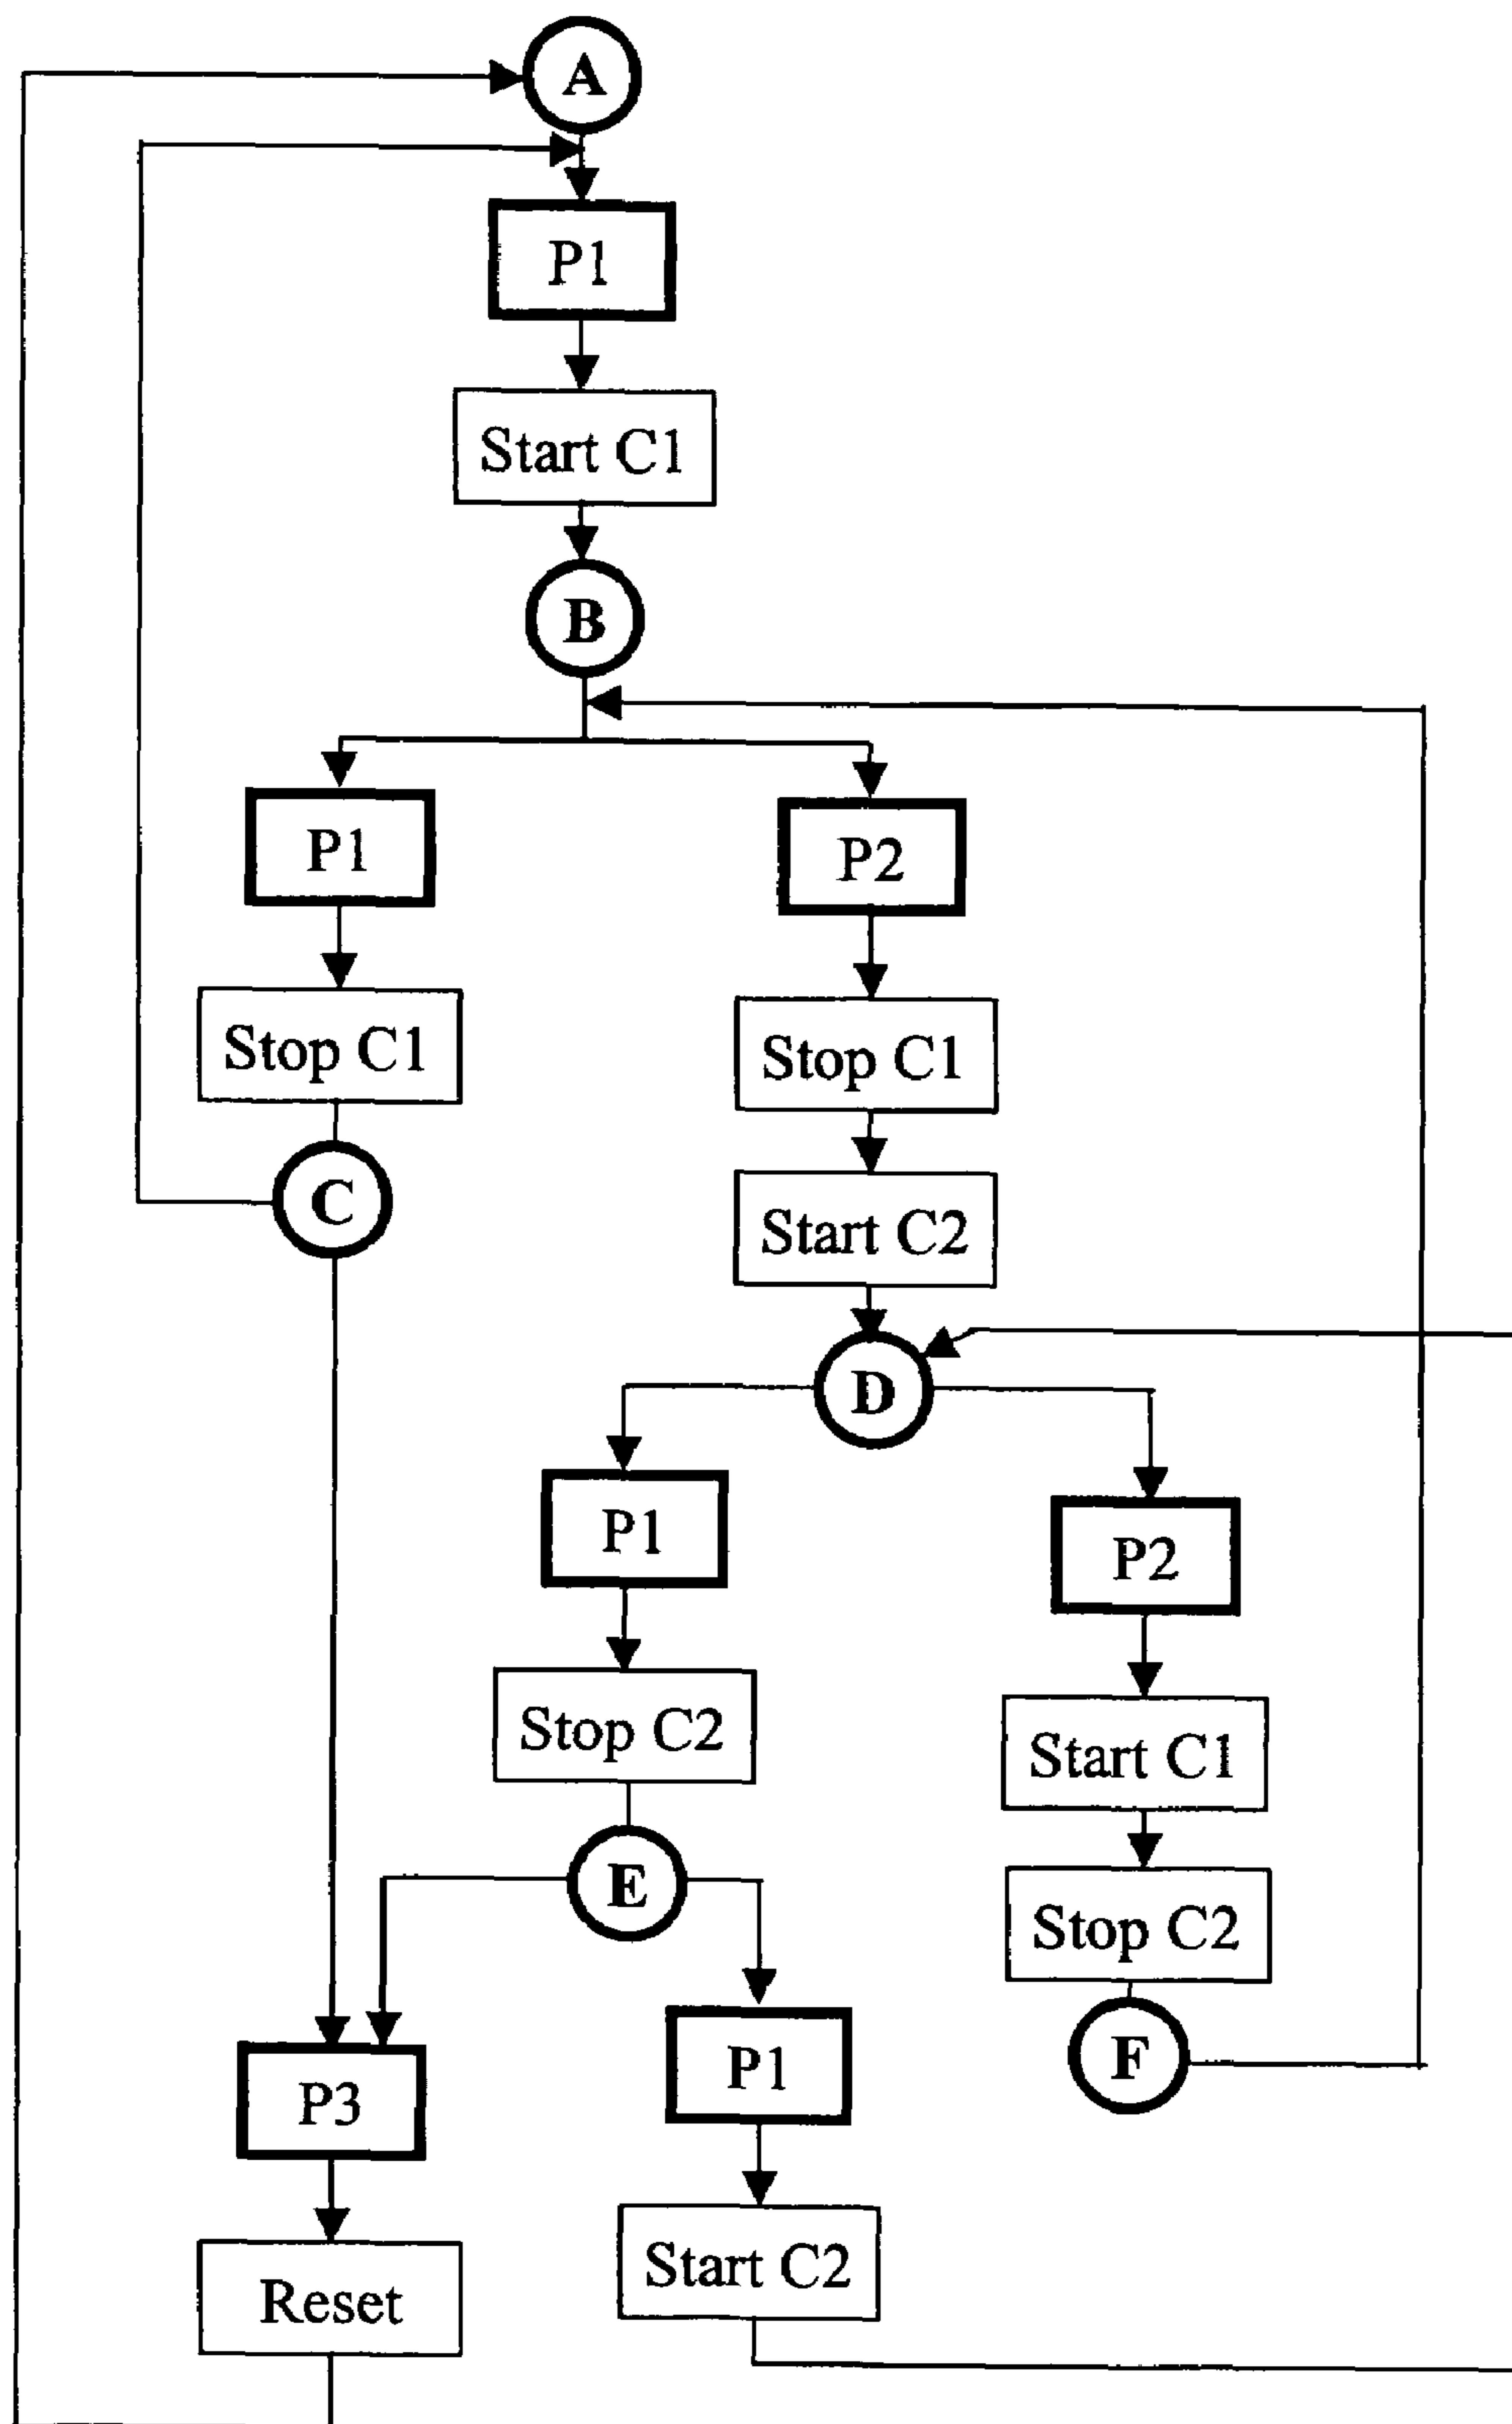 A
P1
Start C1
B
P1
P2
Stop C1
Stop C1
Start C2
C
D
P1
P2
Stop C2
Start C1
E
Stop C2
F
P3
P1
Start C2
Reset